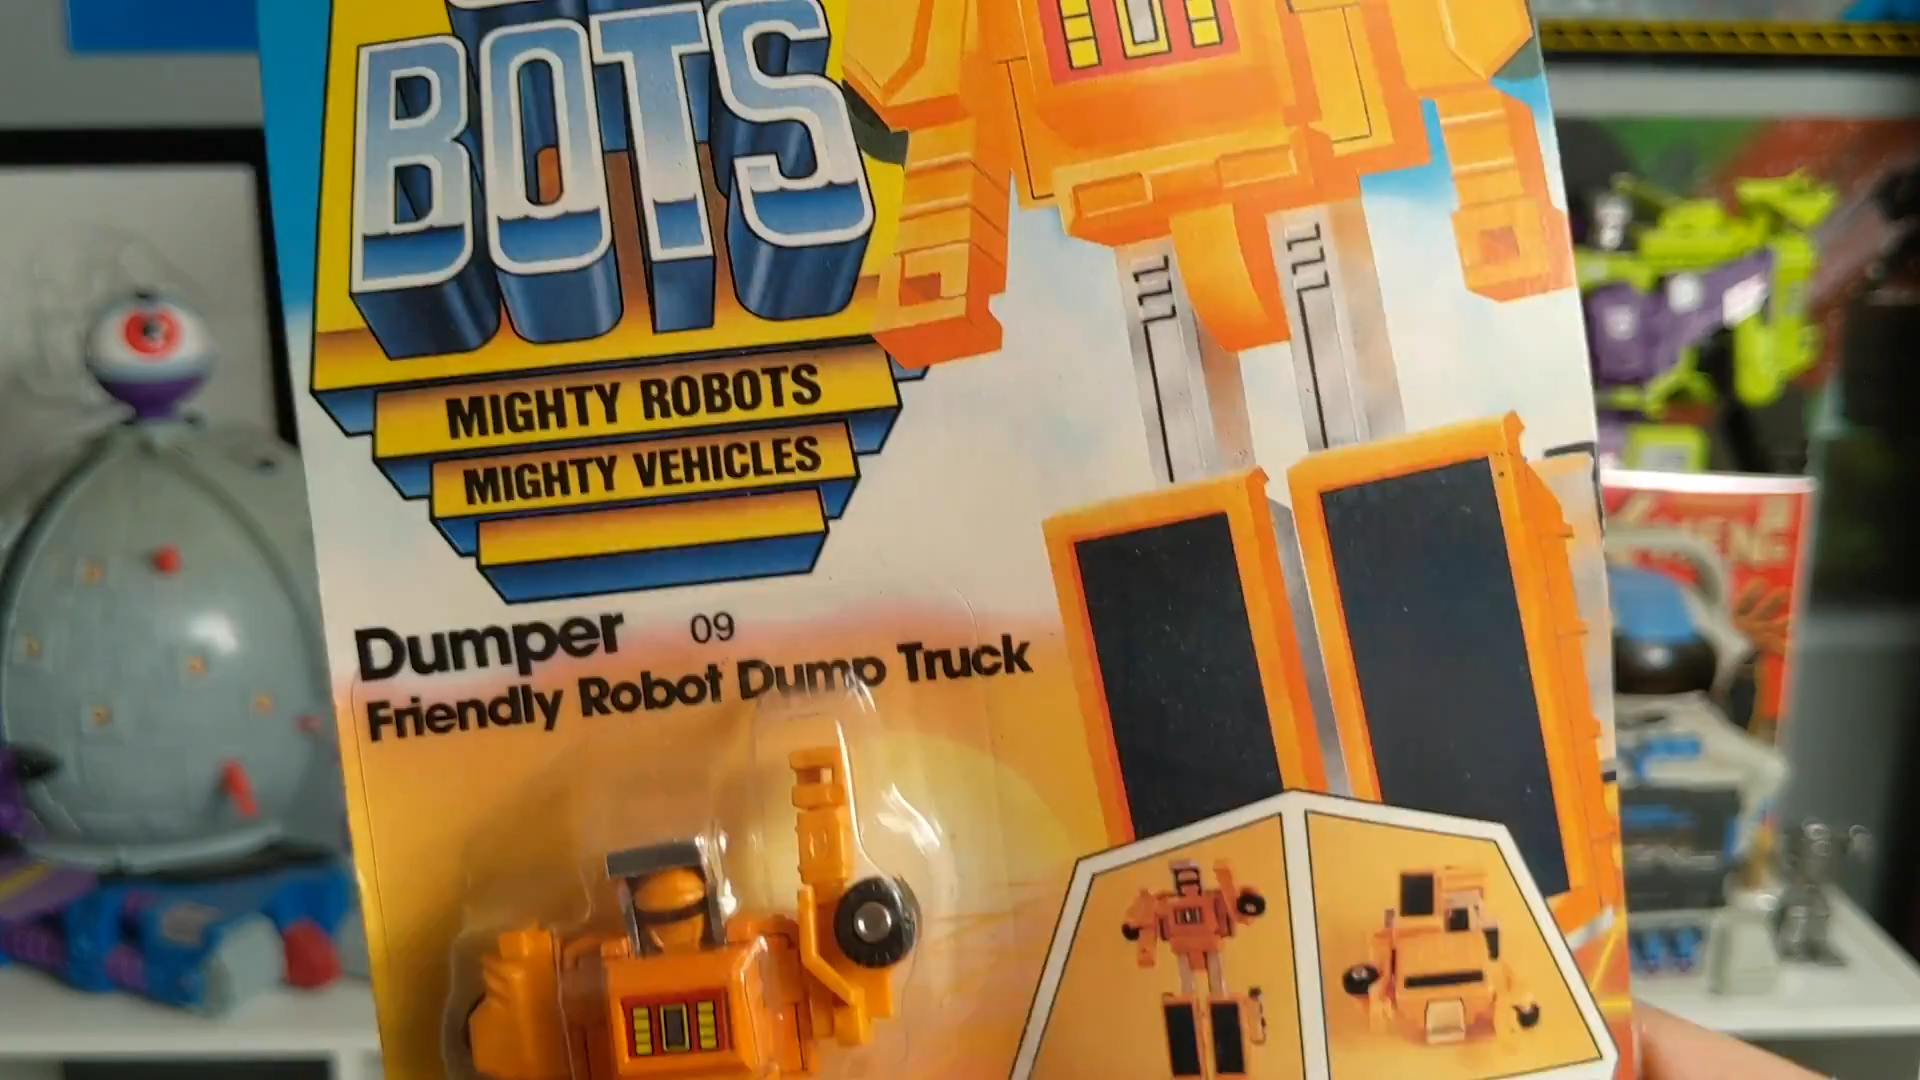 BOTS
MIGHTY ROBOTS
MIGHTY VEHICLES
Dumper 09
Friendly Robot Dump Truck